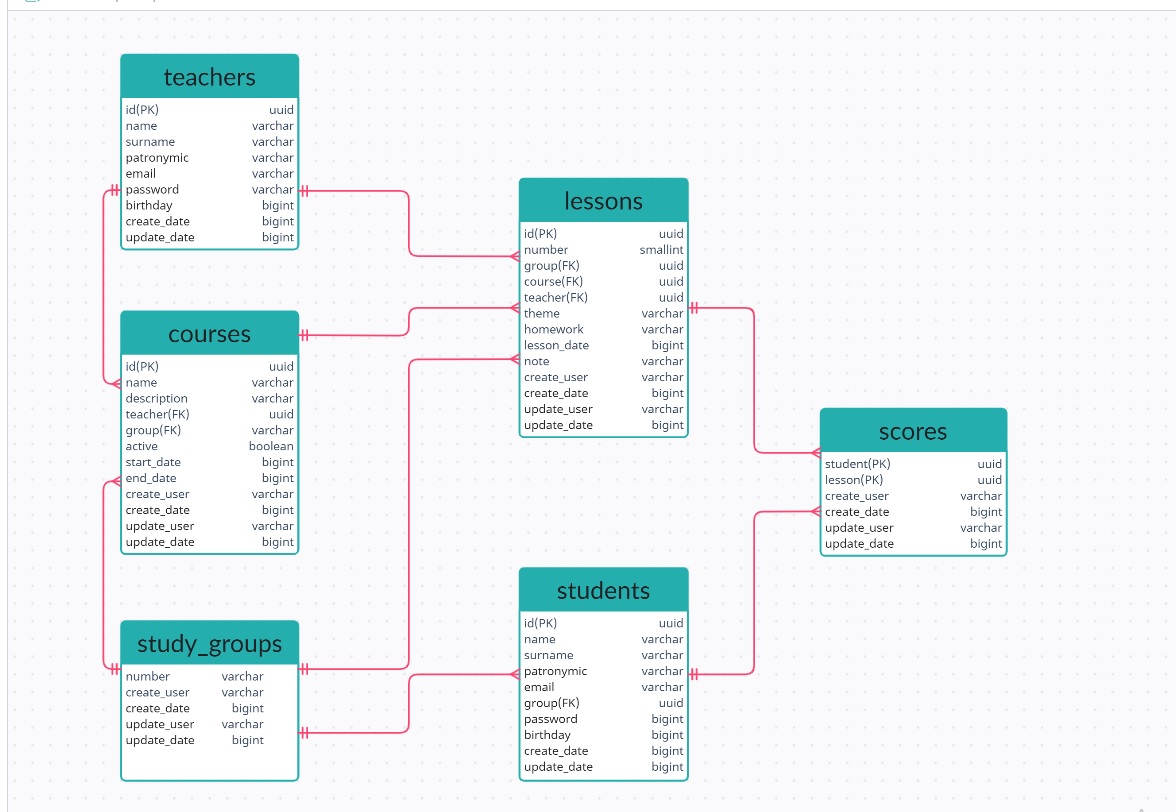 teachers
id(PK) uuid
name varchar
surname varchar
patronymic varchar
email varchar
password varchar
birthday bigint
create_date bigint
update_date bigint
courses
id(PK) uuid
name varchar
description varchar
teacher(FK) uuid
group(FK) varchar
active boolean
start_date bigint
end_date bigint
create_user varchar
create_date bigint
update_user varchar
update_date bigint
study_groups
number varchar
create_user varchar
create_date bigint
update_user varchar
update_date bigint
lessons
id(PK) uuid
number smallint
group(FK) uuid
course(FK) uuid
teacher(FK) uuid
theme varchar
homework varchar
lesson_date bigint
note varchar
create_user varchar
create_date bigint
update_user varchar
update_date bigint
students
id(PK) uuid
name varchar
surname varchar
patronymic varchar
email varchar
group(FK) uuid
password bigint
birthday bigint
create_date bigint
update_date bigint
scores
student(PK) uuid
lesson(PK) uuid
create_user varchar
create_date bigint
update_user varchar
update_date bigint